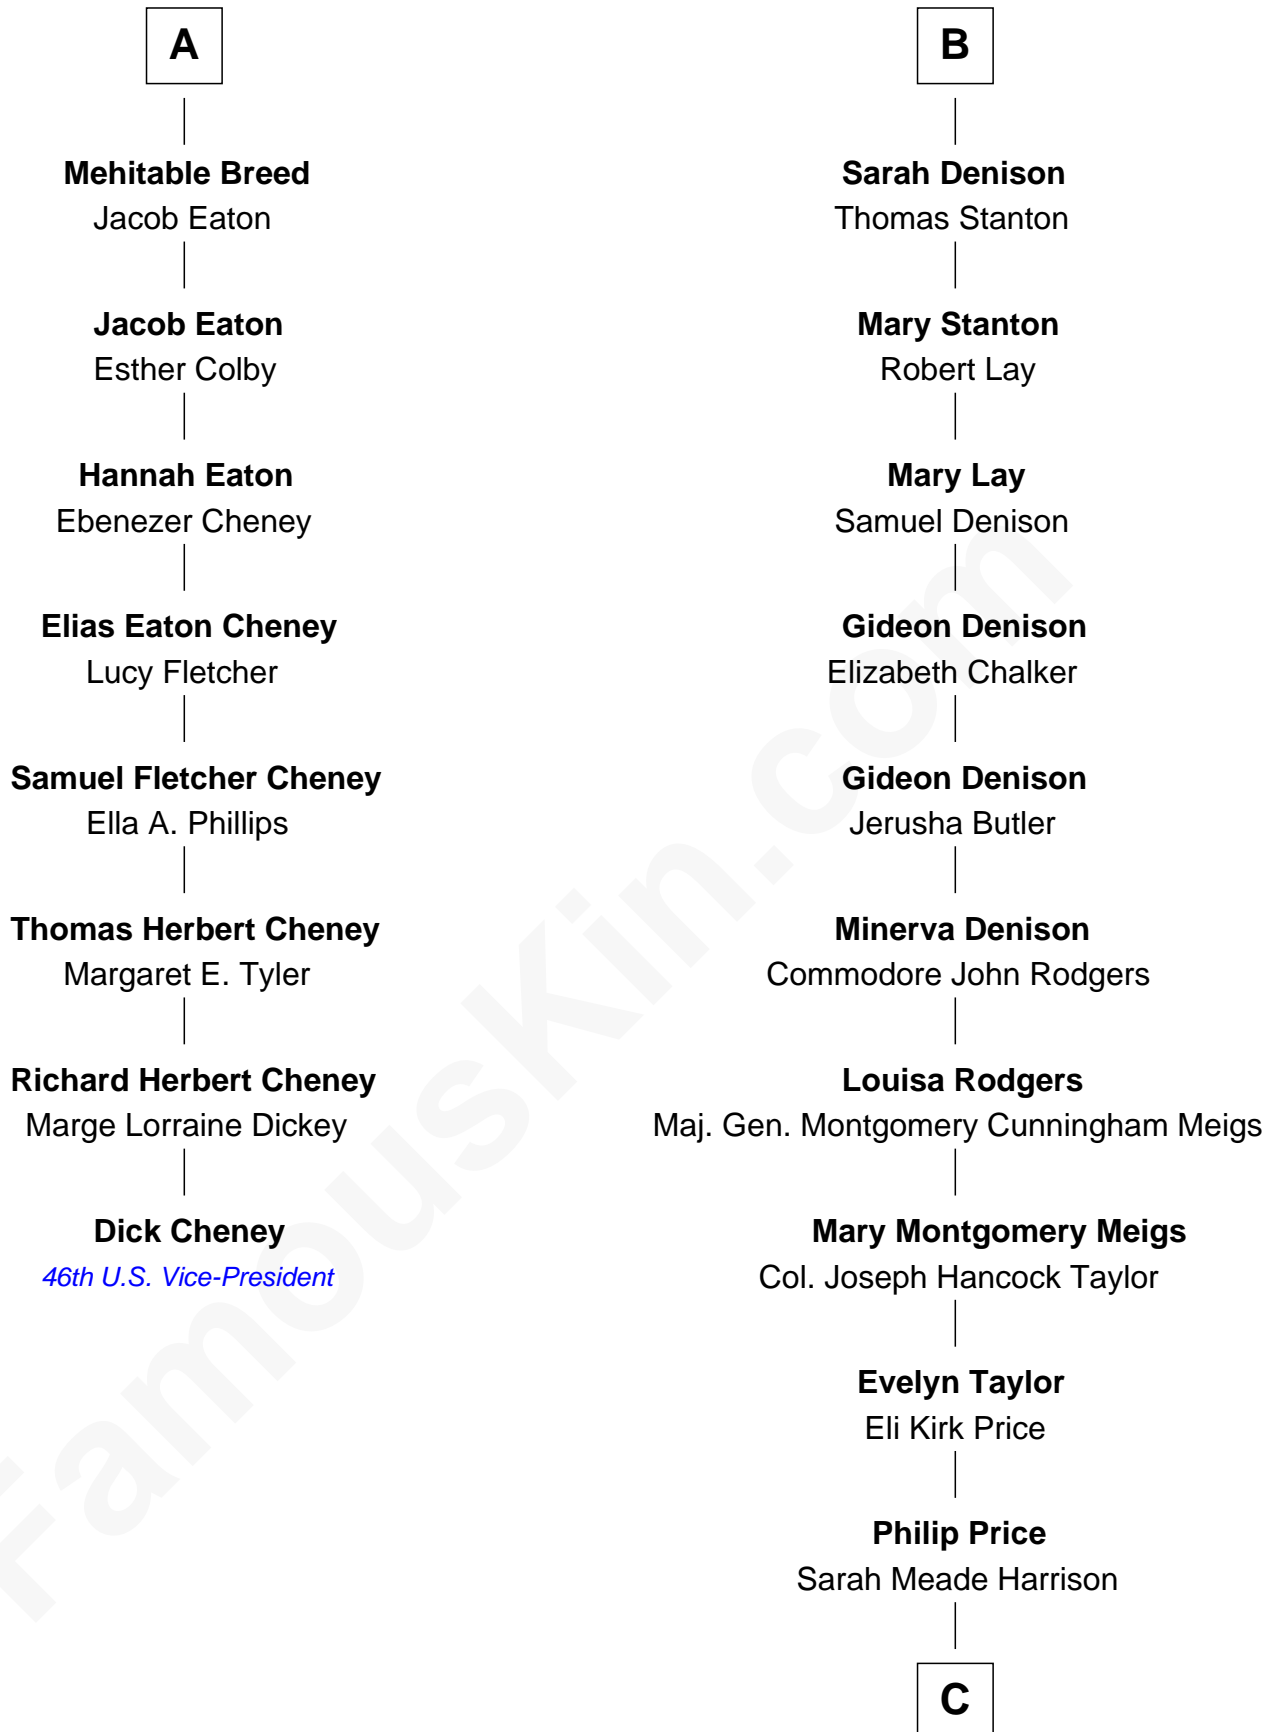 A
Mehitable Breed
Jacob Eaton
Jacob Eaton
Esther Colby
Hannah Eaton
Ebenezer Cheney
Elias Eaton Cheney
Lucy Fletcher
Samuel Fletcher Cheney
Ella A. Phillips
Thomas Herbert Cheney
Margaret E. Tyler
Richard Herbert Cheney
Marge Lorraine Dickey
Dick Cheney
46th U.S. Vice-President
B
Sarah Denison
Thomas Stanton
Mary Stanton
Robert Lay
Mary Lay
Samuel Denison
Gideon Denison
Elizabeth Chalker
Gideon Denison
Jerusha Butler
Minerva Denison
Commodore John Rodgers
Louisa Rodgers
Maj. Gen. Montgomery Cunningham Meigs
Mary Montgomery Meigs
Col. Joseph Hancock Taylor
Evelyn Taylor
Eli Kirk Price
Philip Price
Sarah Meade Harrison
C
FamousKin.com